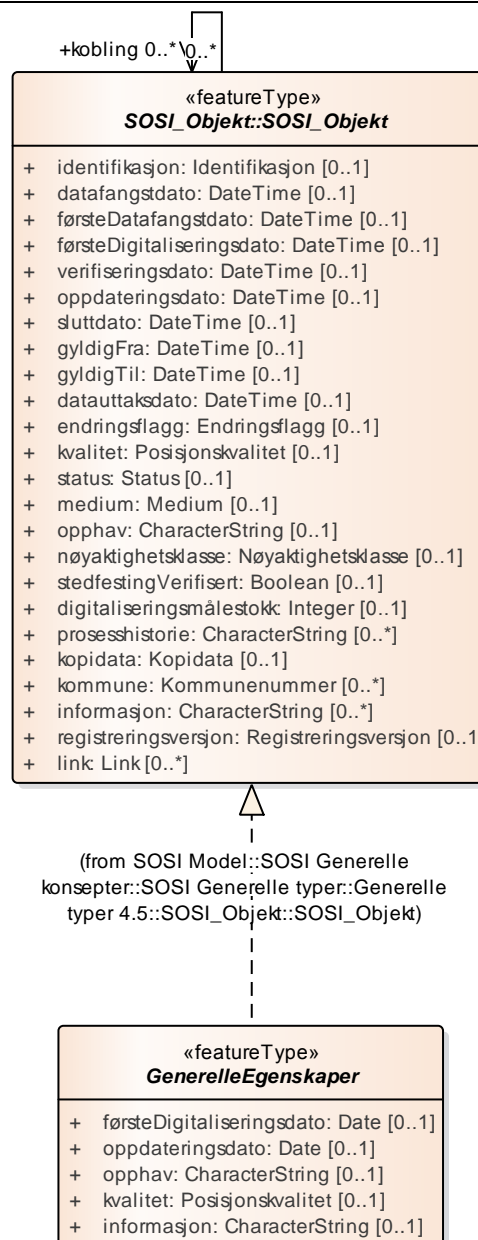 +kobling 0..* 0..*
«featureType»
SOSI_Objekt::SOSI_Objekt
+ identifikasjon: Identifikasjon [0..1]
+ datafangstdato: DateTime [0..1]
+førsteDatafangstdato: DateTime [0..1]
+ førsteDigitaliseringsdato: DateTime [0..1]
+ verifiseringsdato: DateTime [0..1]
+ oppdateringsdato: DateTime [0..1]
+ sluttdato: DateTime [0..1]
+ gyldigFra: DateTime [0..1]
+ gyldigTil: DateTime [0..1]
+ datauttaksdato: DateTime [0..1]
+ endringsflagg: Endringsflagg [0..1]
+ kvalitet: Posisjonskvalitet [0..1]
+ status: Status [0..1]
+ medium: Medium [0..1]
+ opphav: CharacterString [0..1]
+ nøyaktighetsklasse: Nøyaktighetsklasse [0..1]
+ stedfestingVerifisert: Boolean [0..1]
+ digitaliseringsmålestokk: Integer [0..1]
+ prosesshistorie: CharacterString [0..*]
+ kopidata: Kopidata [0..1]
+ kommune: Kommunenummer [0..*]
+ informasjon: CharacterString [0..*]
+ registreringsversjon: Registreringsversjon [0..1
+ link: Link [0..*]
(from SOSI Model::SOSI Generelle
konsepter::SOSI Generelle typer::Generelle
typer 4.5::SOSI_Objekt::SOSI_Objekt)
«featureType»
GenerelleEgenskaper
+ førsteDigitaliseringsdato: Date [0..1]
+ oppdateringsdato: Date [0..1]
+ opphav: CharacterString [0..1]
+ kvalitet: Posisjonskvalitet [0..1]
+ informasjon: CharacterString [0..1]